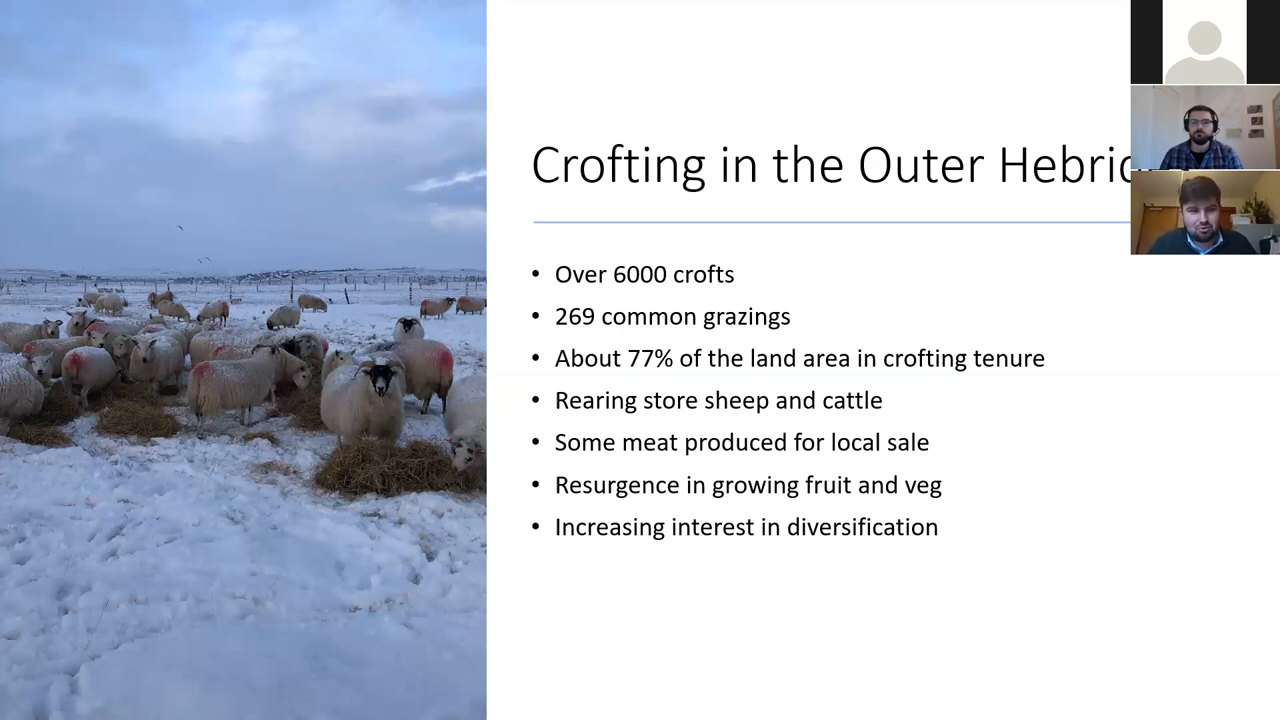 Crofting in the Outer Hebri
• Over 6000 crofts
• 269 common grazings
• About 77% of the land area in crofting tenure
• Rearing store sheep and cattle
• Some meat produced for local sale
• Resurgence in growing fruit and veg
• Increasing interest in diversification